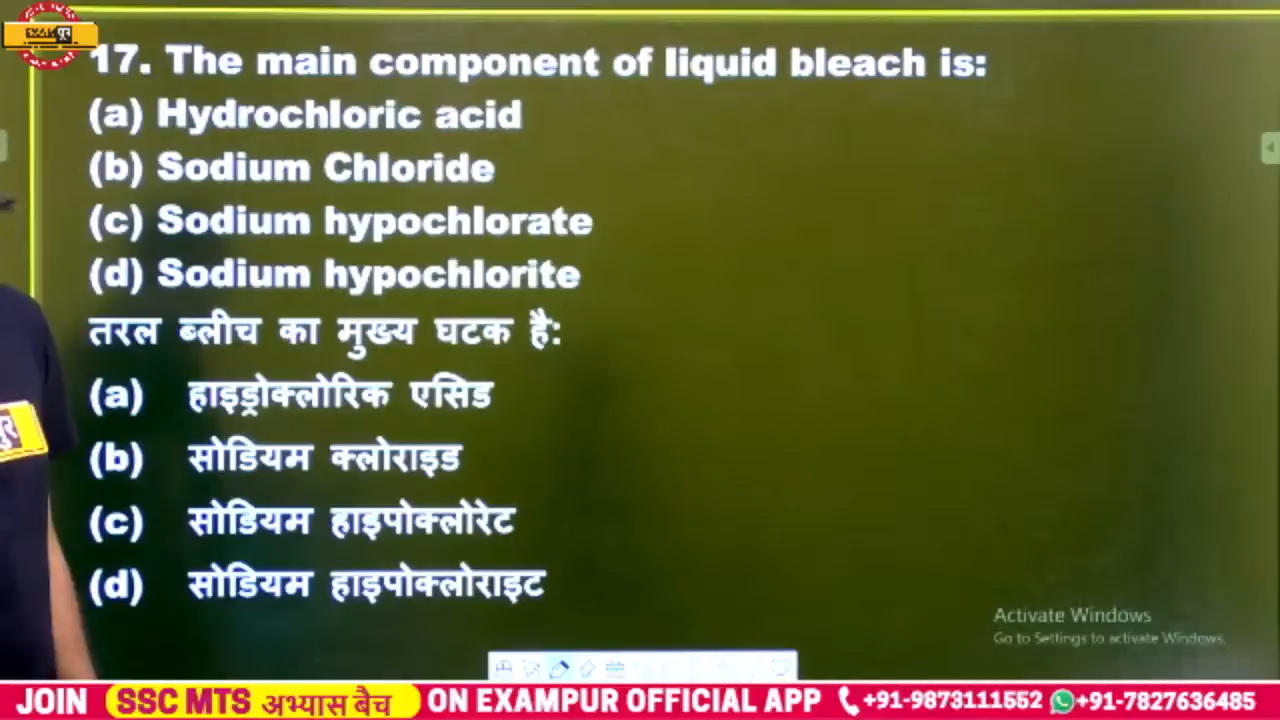 17. The main component of liquid bleach is:
(a) Hydrochloric acid
(b) Sodium Chloride
(c) Sodium hypochlorate
(d) Sodium hypochlorite
तरल ब्लीच का मुख्य घटक है:
(a) हाइड्रोक्लोरिक एसिड
(b) सोडियम क्लोराइड
(c) सोडियम हाइपोक्लोरेट
(d) सोडियम हाइपोक्लोराइट
Activate Windows
Go to Settings to activate Windows.
JOIN SSC MTS अभ्यास बैच ON EXAMPUR OFFICIAL APP +91-9873111552 +91-7827636485